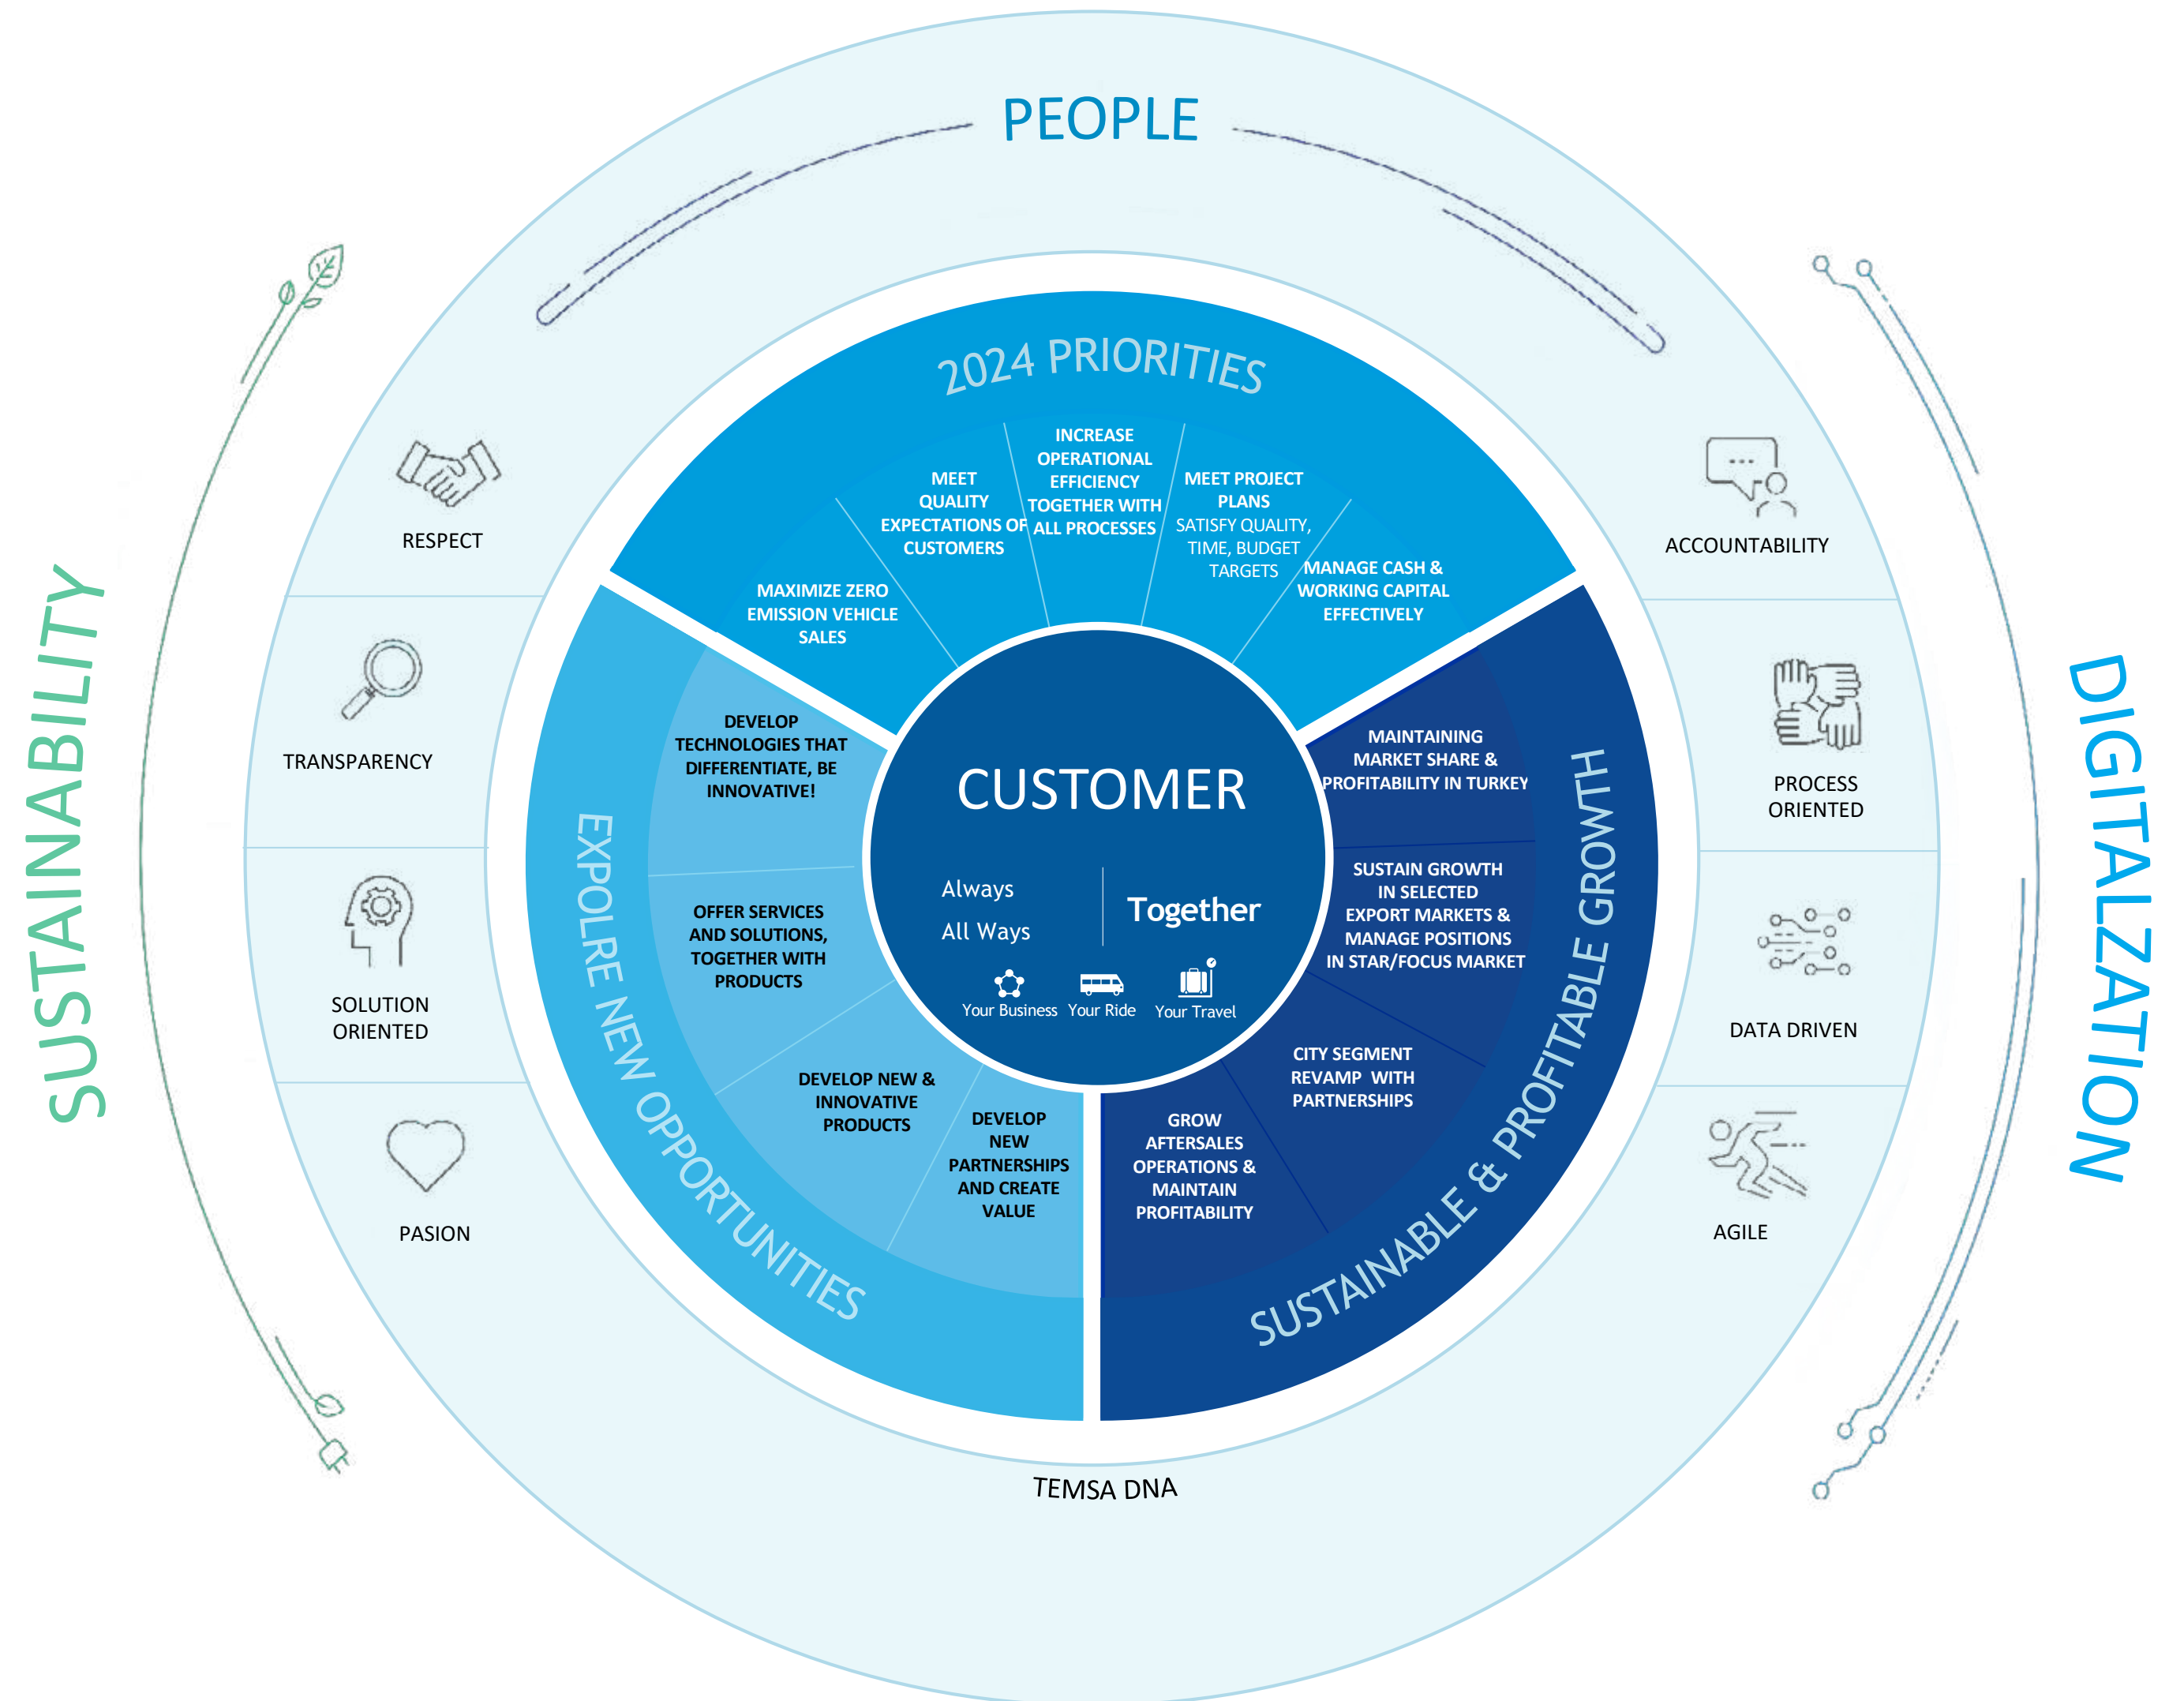 PEOPLE
SUSTAINABILITY
DIGITALZATION
RESPECT
TRANSPARENCY
SOLUTION
ORIENTED
PASION
ACCOUNTABILITY
PROCESS
ORIENTED
DATA DRIVEN
AGILE
2024 PRIORITIES
MAXIMIZE ZERO
EMISSION VEHICLE
SALES
MEET
QUALITY
EXPECTATIONS OF
CUSTOMERS
INCREASE
OPERATIONAL
EFFICIENCY
TOGETHER WITH
ALL PROCESSES
MEET PROJECT
PLANS
SATISFY QUALITY,
TIME, BUDGET
TARGETS
MANAGE CASH &
WORKING CAPITAL
EFFECTIVELY
EXPOLRE NEW OPPORTUNITIES
DEVELOP
TECHNOLOGIES THAT
DIFFERENTIATE, BE
INNOVATIVE!
OFFER SERVICES
AND SOLUTIONS,
TOGETHER WITH
PRODUCTS
DEVELOP NEW &
INNOVATIVE
PRODUCTS
DEVELOP
NEW
PARTNERSHIPS
AND CREATE
VALUE
SUSTAINABLE & PROFITABLE GROWTH
MAINTAINING
MARKET SHARE &
PROFITABILITY IN TURKEY
SUSTAIN GROWTH
IN SELECTED
EXPORT MARKETS &
MANAGE POSITIONS
IN STAR/FOCUS MARKET
CITY SEGMENT
REVAMP WITH
PARTNERSHIPS
GROW
AFTERSALES
OPERATIONS &
MAINTAIN
PROFITABILITY
CUSTOMER
Always
All Ways
Together
Your Business
Your Ride
Your Travel
TEMSA DNA